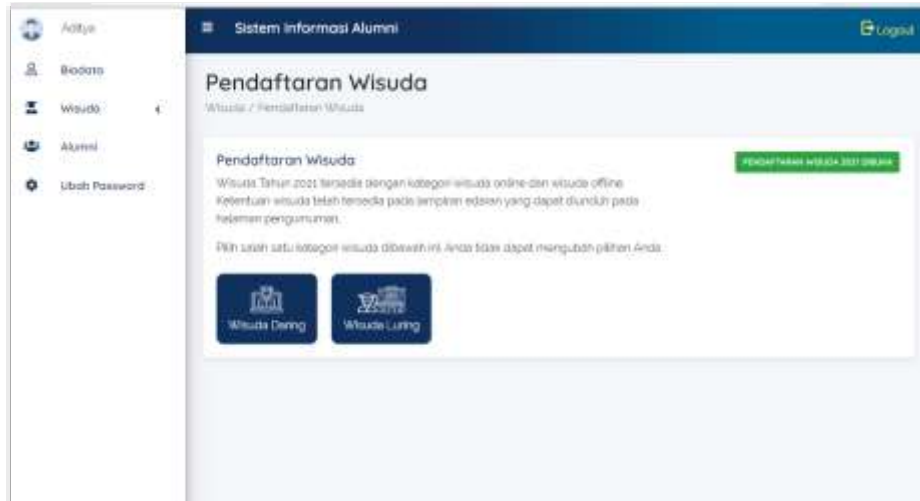 Aditya
Biodata
Wisuda
Alumni
Ubah Password
Sistem Informasi Alumni
Logout
Pendaftaran Wisuda
Wisuda / Pendaftaran Wisuda
Pendaftaran Wisuda
PENDAFTARAN WISUDA 2021 DIBUKA
Wisuda Tahun 2021 tersedia dengan kategori wisuda online dan wisuda offline.
Ketentuan wisuda telah tersedia pada lampiran edaran yang dapat diunduh pada
halaman pengumuman.
Pilih salah satu kategori wisuda dibawah ini. Anda tidak dapat mengubah pilihan Anda.
Wisuda Daring
Wisuda Luring